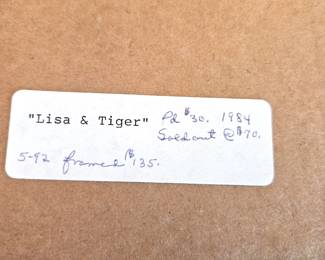 "Lisa & Tiger" Pd $30. 1984
Sold out @ $70.
5-92 framed $135.